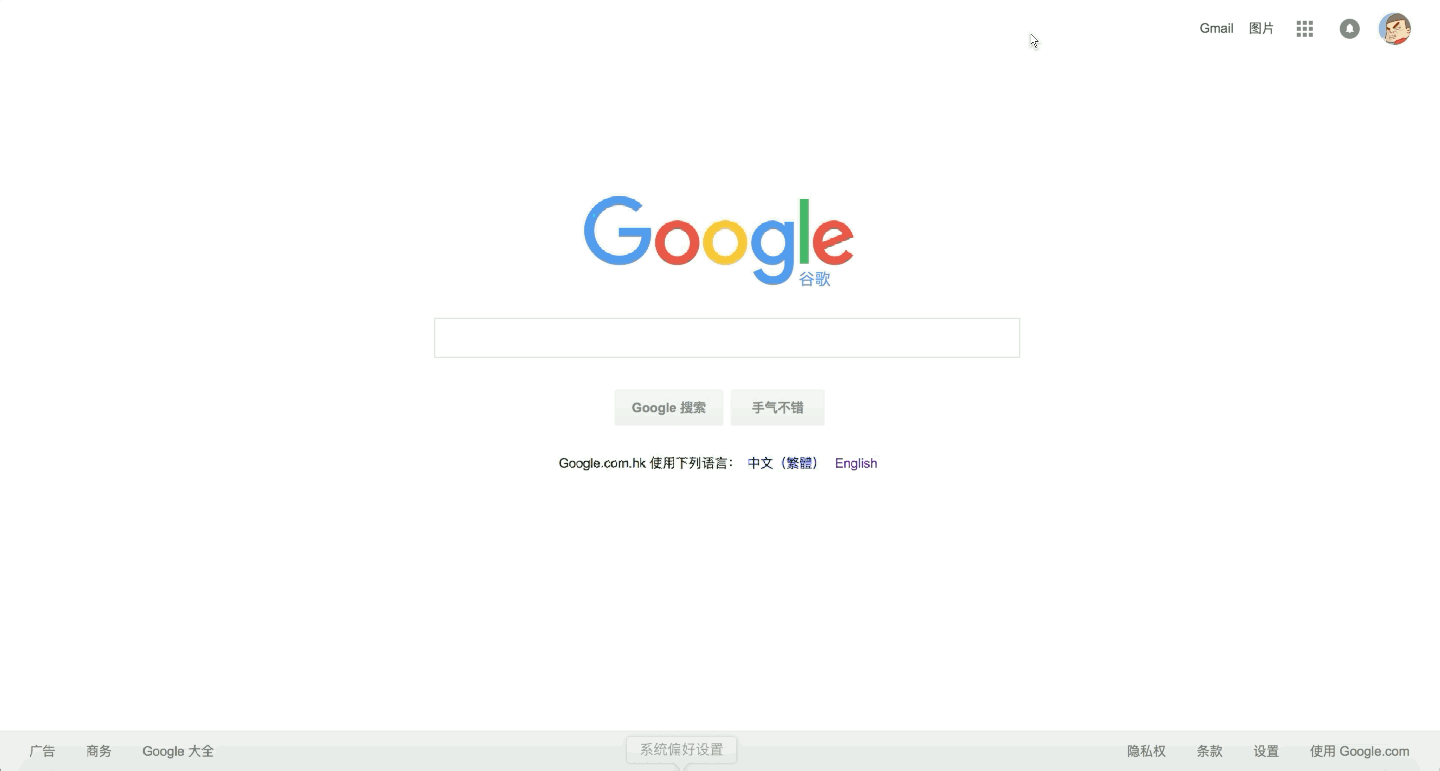 Gmail 图片
Google
谷歌
Google 搜索 手气不错
Google.com.hk 使用下列语言： 中文（繁體） English
广告 商务 Google 大全 系统偏好设置 隐私权 条款 设置 使用 Google.com